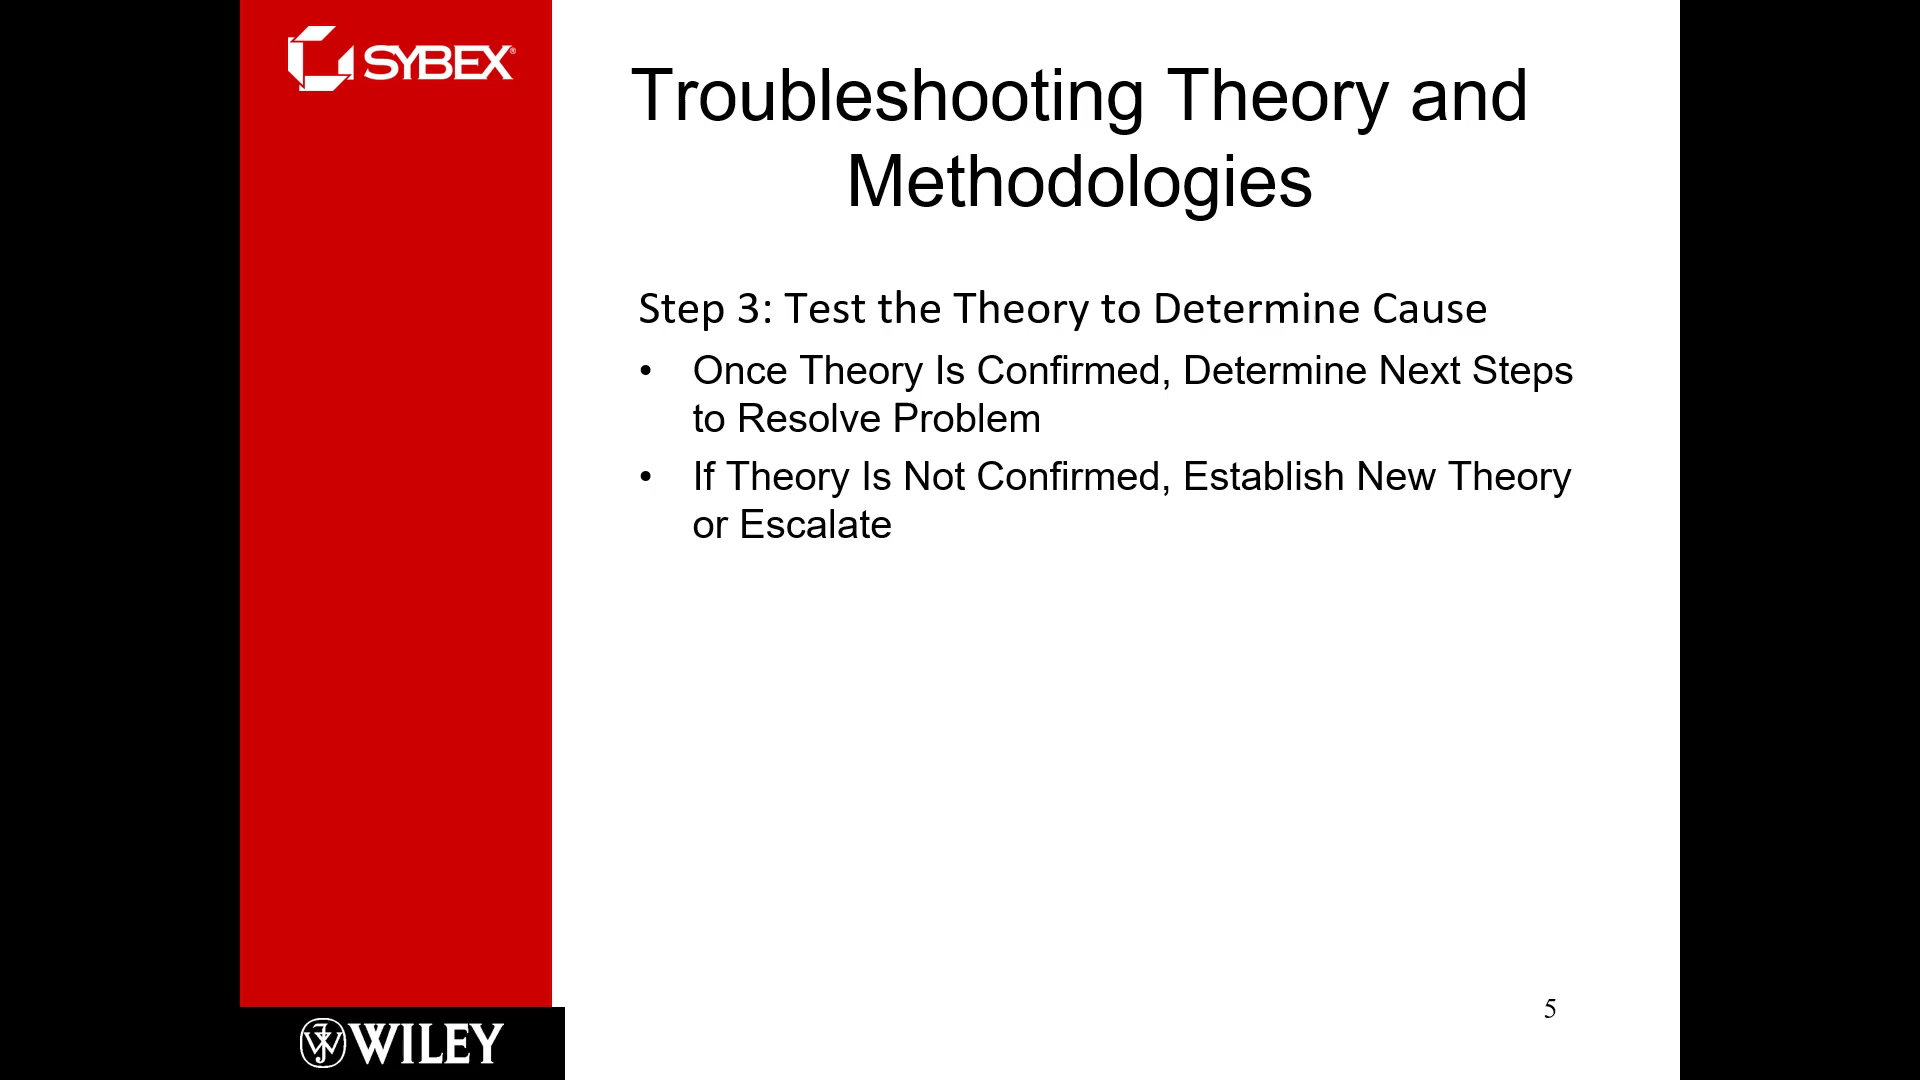 SYBEX®
Troubleshooting Theory and
Methodologies
Step 3: Test the Theory to Determine Cause
• Once Theory Is Confirmed, Determine Next Steps
to Resolve Problem
• If Theory Is Not Confirmed, Establish New Theory
or Escalate
5
WILEY